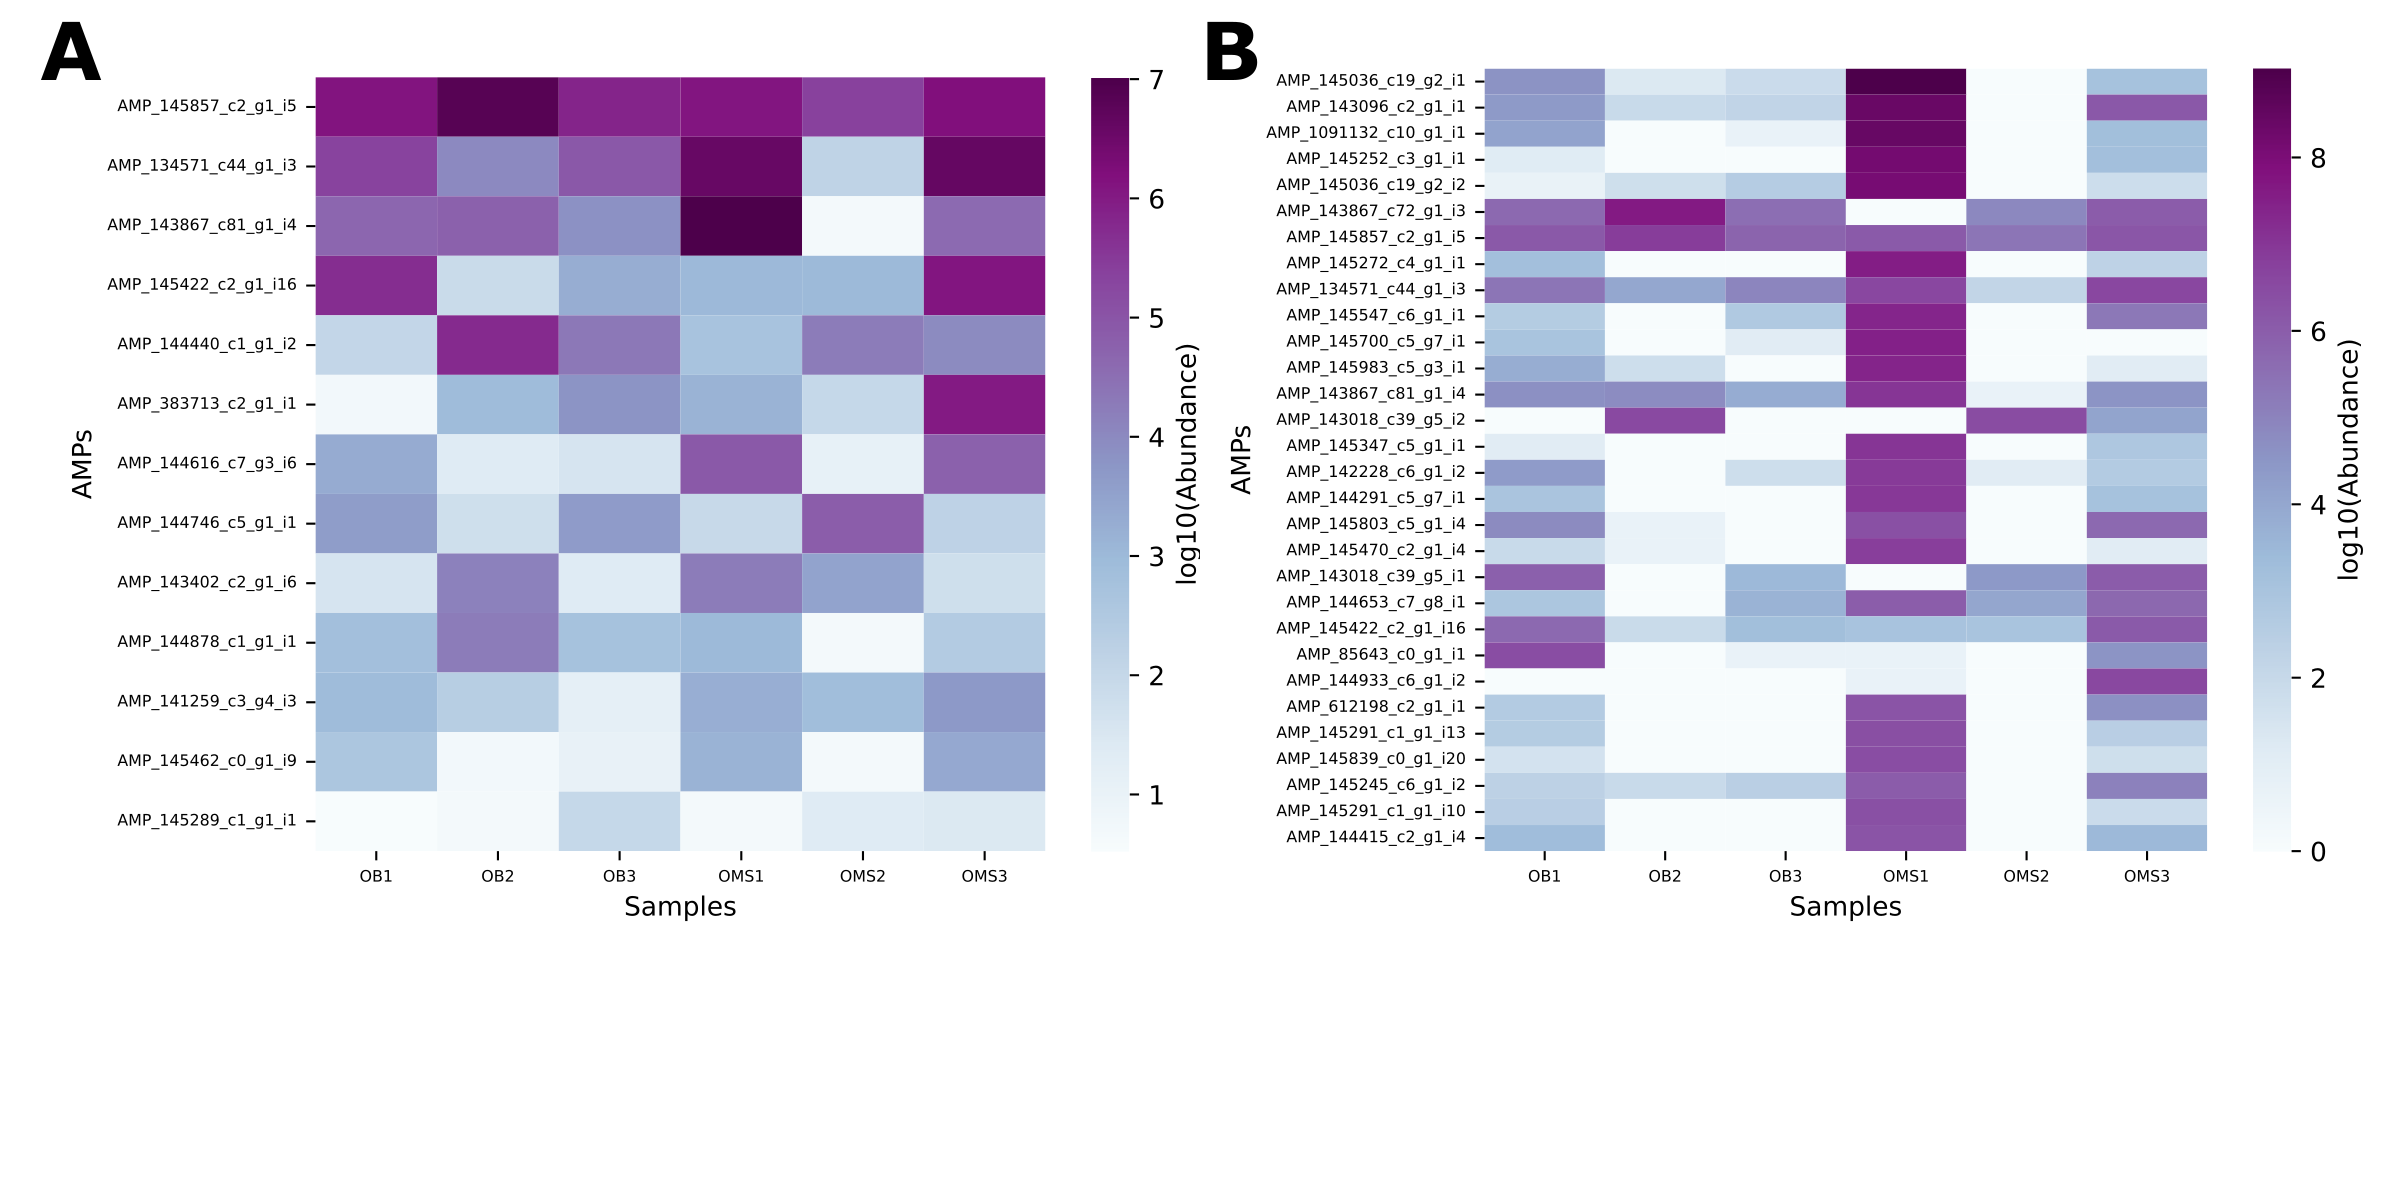 A
AMP_145857_c2_g1_i5
AMP_134571_c44_g1_i3
AMP_143867_c81_g1_i4
AMP_145422_c2_g1_i16
AMP_144440_c1_g1_i2
AMP_383713_c2_g1_i1
AMP_144616_c7_g3_i6
AMP_144746_c5_g1_i1
AMP_143402_c2_g1_i6
AMP_144878_c1_g1_i1
AMP_141259_c3_g4_i3
AMP_145462_c0_g1_i9
AMP_145289_c1_g1_i1
AMPs
OB1 OB2 OB3 OMS1 OMS2 OMS3
Samples
7
6
5
4
3
2
1
log10(Abundance)
B
AMP_145036_c19_g2_i1
AMP_143096_c2_g1_i1
AMP_1091132_c10_g1_i1
AMP_145252_c3_g1_i1
AMP_145036_c19_g2_i2
AMP_143867_c72_g1_i3
AMP_145857_c2_g1_i5
AMP_145272_c4_g1_i1
AMP_134571_c44_g1_i3
AMP_145547_c6_g1_i1
AMP_145700_c5_g7_i1
AMP_145983_c5_g3_i1
AMP_143867_c81_g1_i4
AMP_143018_c39_g5_i2
AMP_145347_c5_g1_i1
AMP_142228_c6_g1_i2
AMP_144291_c5_g7_i1
AMP_145803_c5_g1_i4
AMP_145470_c2_g1_i4
AMP_143018_c39_g5_i1
AMP_144653_c7_g8_i1
AMP_145422_c2_g1_i16
AMP_85643_c0_g1_i1
AMP_144933_c6_g1_i2
AMP_612198_c2_g1_i1
AMP_145291_c1_g1_i13
AMP_145839_c0_g1_i20
AMP_145245_c6_g1_i2
AMP_145291_c1_g1_i10
AMP_144415_c2_g1_i4
AMPs
OB1 OB2 OB3 OMS1 OMS2 OMS3
Samples
8
6
4
2
0
log10(Abundance)